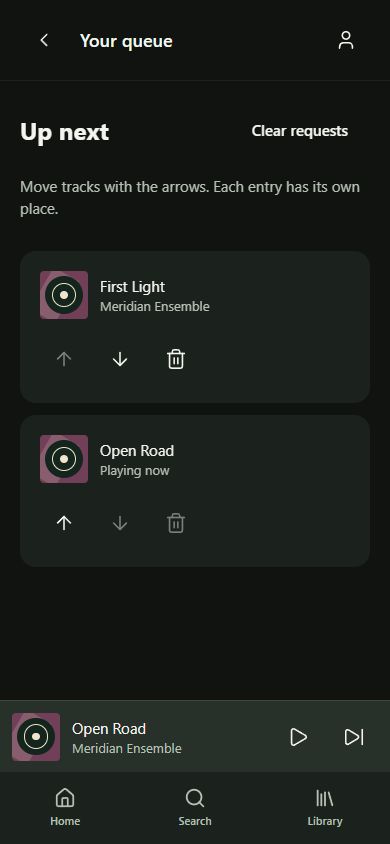 Your queue
Up next
Clear requests
Move tracks with the arrows. Each entry has its own
place.
First Light
Meridian Ensemble
Open Road
Playing now
Open Road
Meridian Ensemble
Home
Search
Library